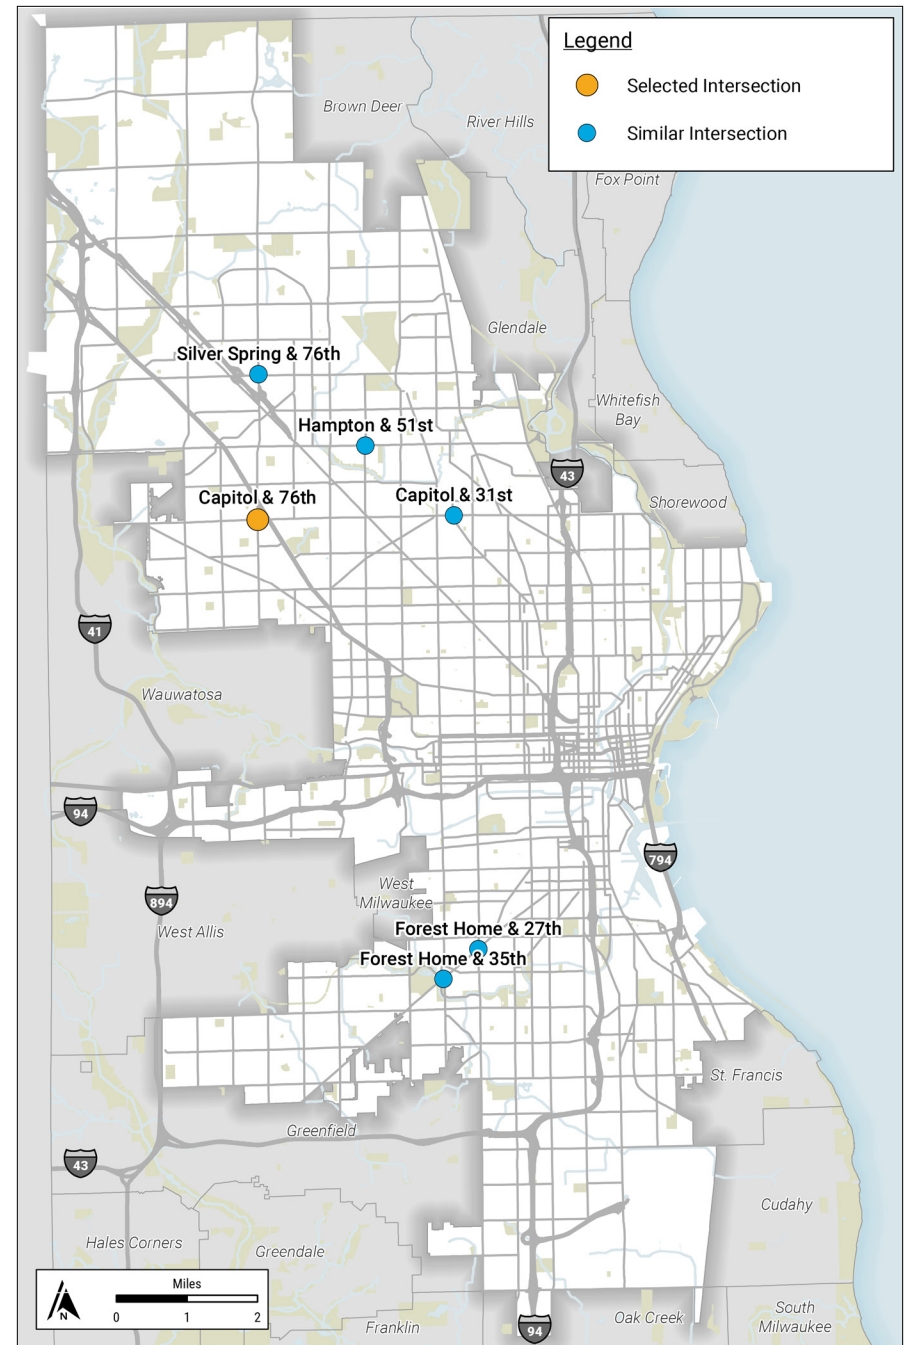 Legend
Selected Intersection
Similar Intersection
Brown Deer
River Hills
Fox Point
Glendale
Silver Spring & 76th
Whitefish
Bay
Hampton & 51st
43
Capitol & 76th
Capitol & 31st
Shorewood
41
Wauwatosa
94
794
West
Milwaukee
894
West Allis
Forest Home & 27th
Forest Home & 35th
St. Francis
Greenfield
43
Cudahy
Hales Corners
Greendale
Miles
N
0 1 2
94
Franklin
Oak Creek
South
Milwaukee